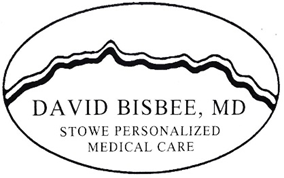 DAVID BISBEE, MD
STOWE PERSONALIZED
MEDICAL CARE